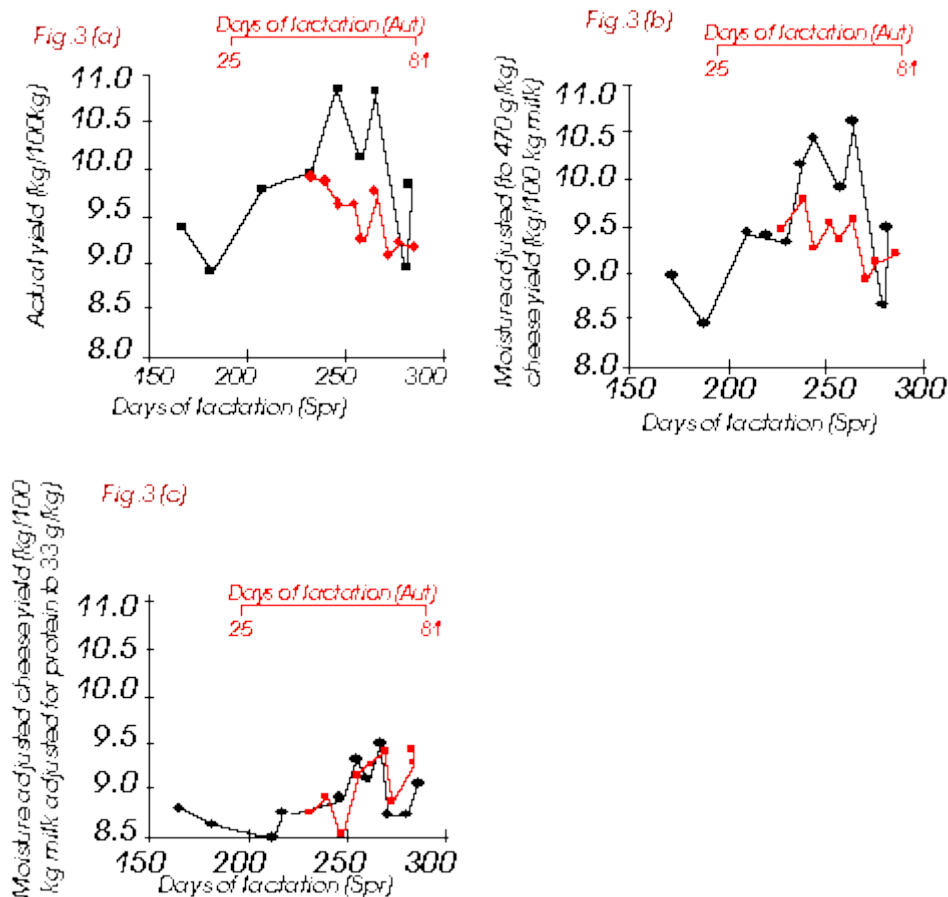 Fig.3 (a)
Days of lactation (Aut)
25 81
Actual yield (kg/100kg)
11.0
10.5
10.0
9.5
9.0
8.5
8.0
150 200 250 300
Days of lactation (Spr)
Fig.3 (b)
Days of lactation (Aut)
25 81
Moisture adjusted (to 470 g/kg)
cheese yield (kg/100 kg milk)
11.0
10.5
10.0
9.5
9.0
8.5
8.0
150 200 250 300
Days of lactation (Spr)
Fig.3 (c)
Days of lactation (Aut)
25 81
Moisture adjusted cheese yield (kg/100
kg milk adjusted for protein to 33 g/kg)
11.0
10.5
10.0
9.5
9.0
8.5
150 200 250 300
Days of lactation (Spr)